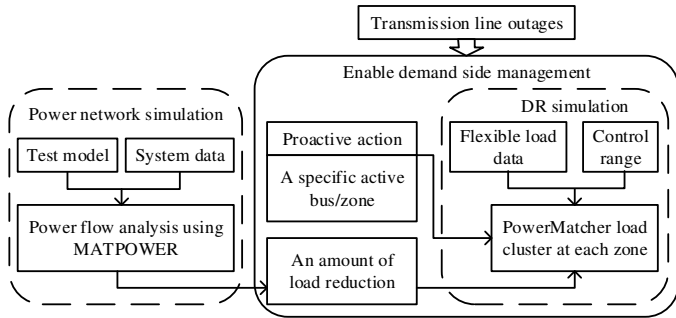 Transmission line outages
Enable demand side management
Power network simulation
Test model
System data
Power flow analysis using
MATPOWER
Proactive action
A specific active
bus/zone
An amount of
load reduction
DR simulation
Flexible load
data
Control
range
PowerMatcher load
cluster at each zone